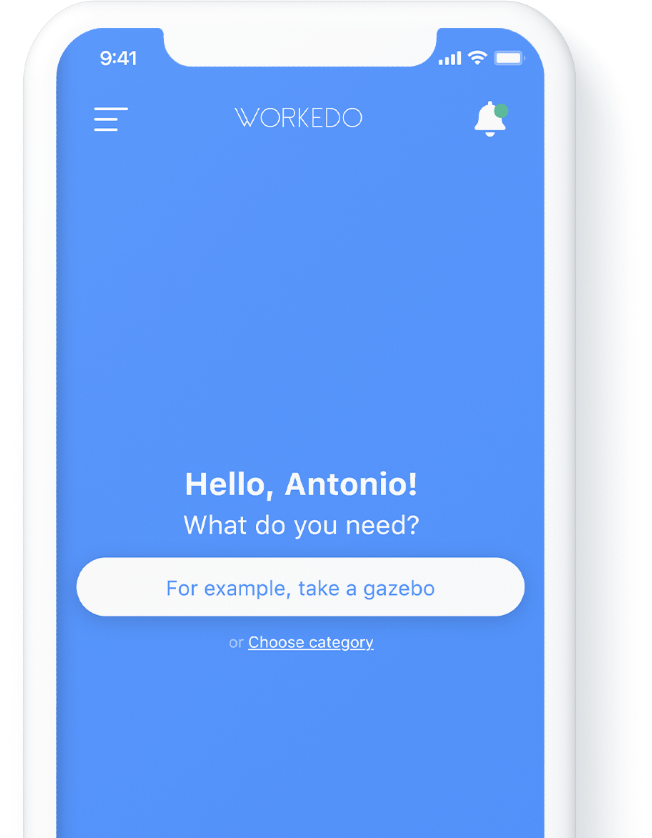 9:41
WORKEDO
Hello, Antonio!
What do you need?
For example, take a gazebo
or Choose category